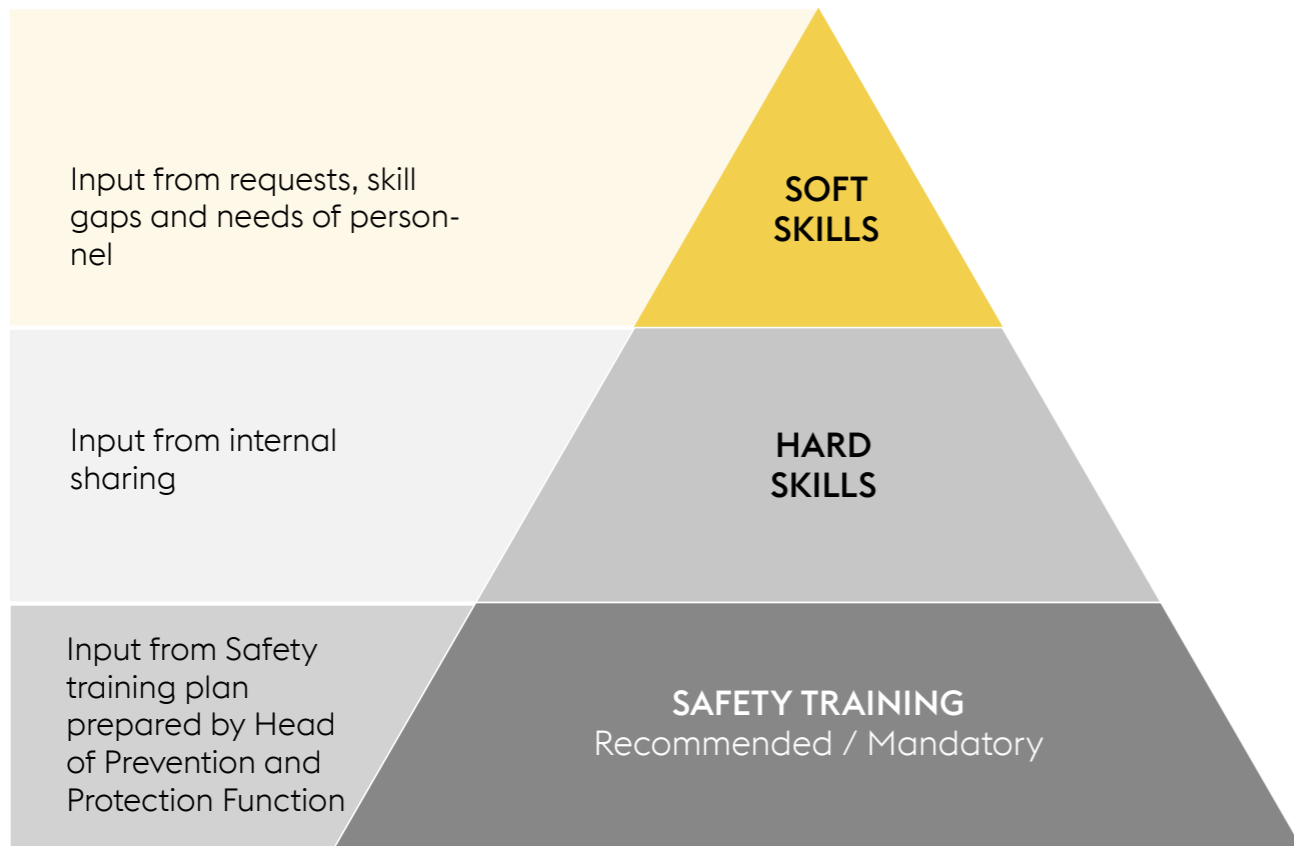 Input from requests, skill
gaps and needs of person-
nel
SOFT
SKILLS
Input from internal
sharing
HARD
SKILLS
Input from Safety
training plan
prepared by Head
of Prevention and
Protection Function
SAFETY TRAINING
Recommended / Mandatory